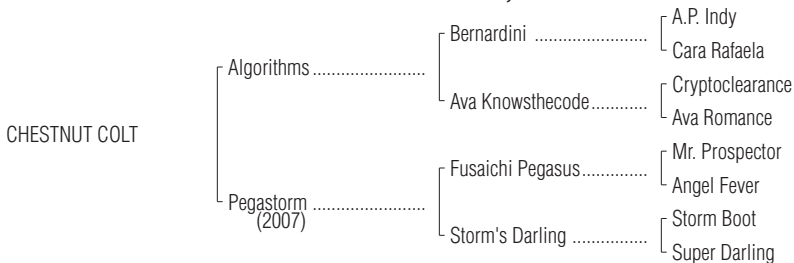 A.P. Indy
Bernardini ........................
Cara Rafaela
Algorithms ........................
Cryptoclearance
Ava Knowsthecode............
Ava Romance
CHESTNUT COLT
Mr. Prospector
Fusaichi Pegasus..............
Angel Fever
Pegastorm ........................
(2007)
Storm Boot
Storm's Darling ................
Super Darling